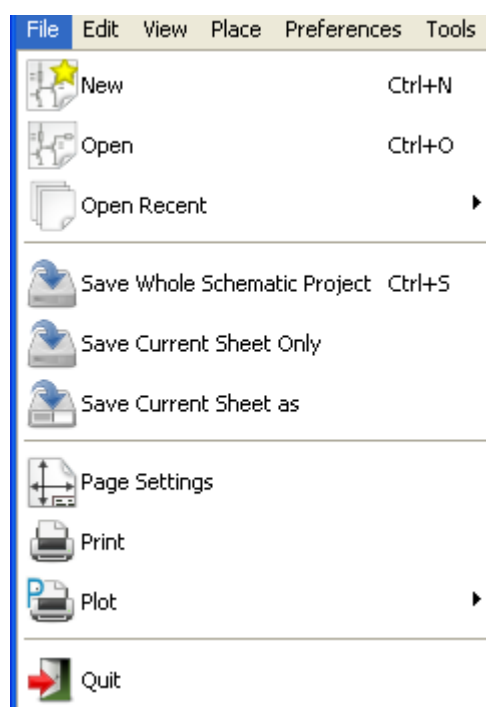 File Edit View Place Preferences Tools
New Ctrl+N
Open Ctrl+O
Open Recent
Save Whole Schematic Project Ctrl+S
Save Current Sheet Only
Save Current Sheet as
Page Settings
Print
P Plot
Quit